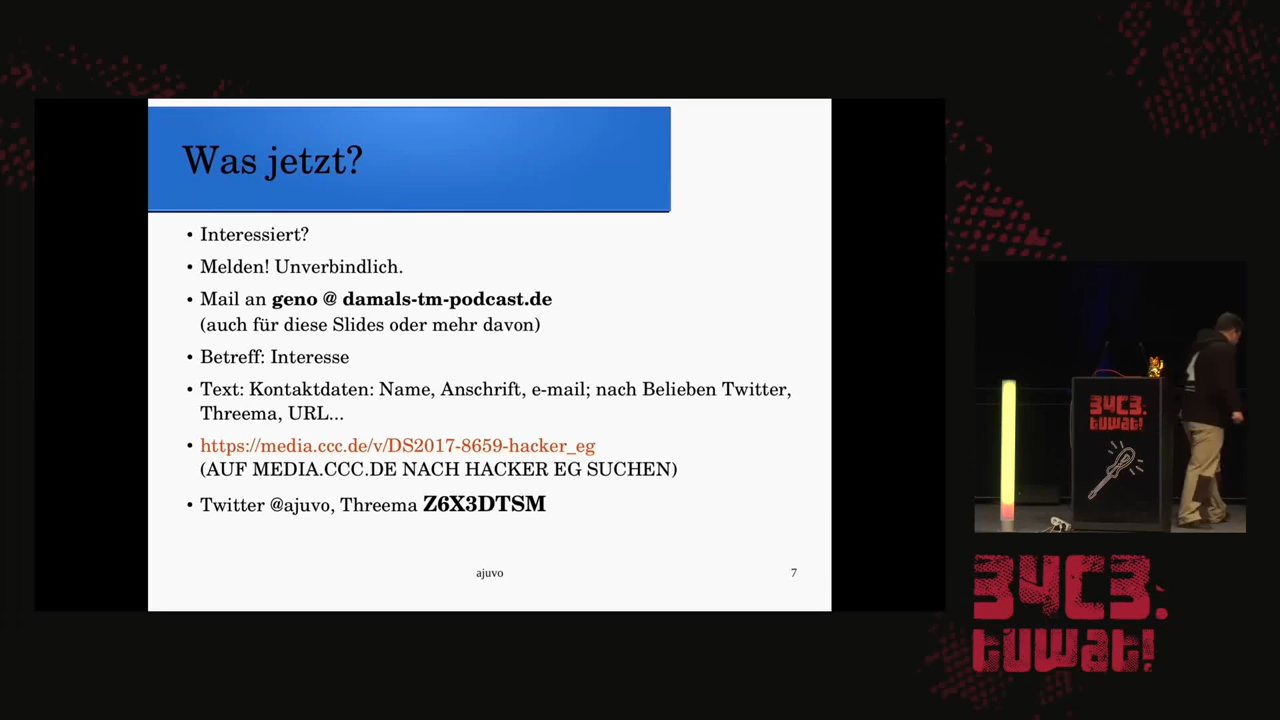 Was jetzt?
• Interessiert?
• Melden! Unverbindlich.
• Mail an geno @ damals-tm-podcast.de
(auch für diese Slides oder mehr davon)
• Betreff: Interesse
• Text: Kontaktdaten: Name, Anschrift, e-mail; nach Belieben Twitter,
Threema, URL...
• https://media.ccc.de/v/DS2017-8659-hacker_eg
(AUF MEDIA.CCC.DE NACH HACKER EG SUCHEN)
• Twitter @ajuvo, Threema Z6X3DTSM
ajuvo
7
34C3.
tuwat!
34C3.
tuwat!